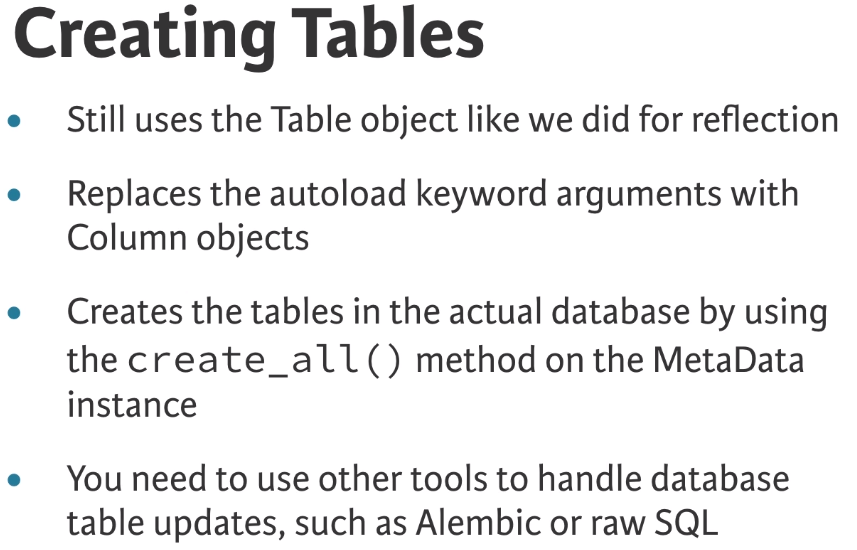 Creating Tables
• Still uses the Table object like we did for reflection
• Replaces the autoload keyword arguments with
Column objects
• Creates the tables in the actual database by using
the create_all() method on the MetaData
instance
• You need to use other tools to handle database
table updates, such as Alembic or raw SQL